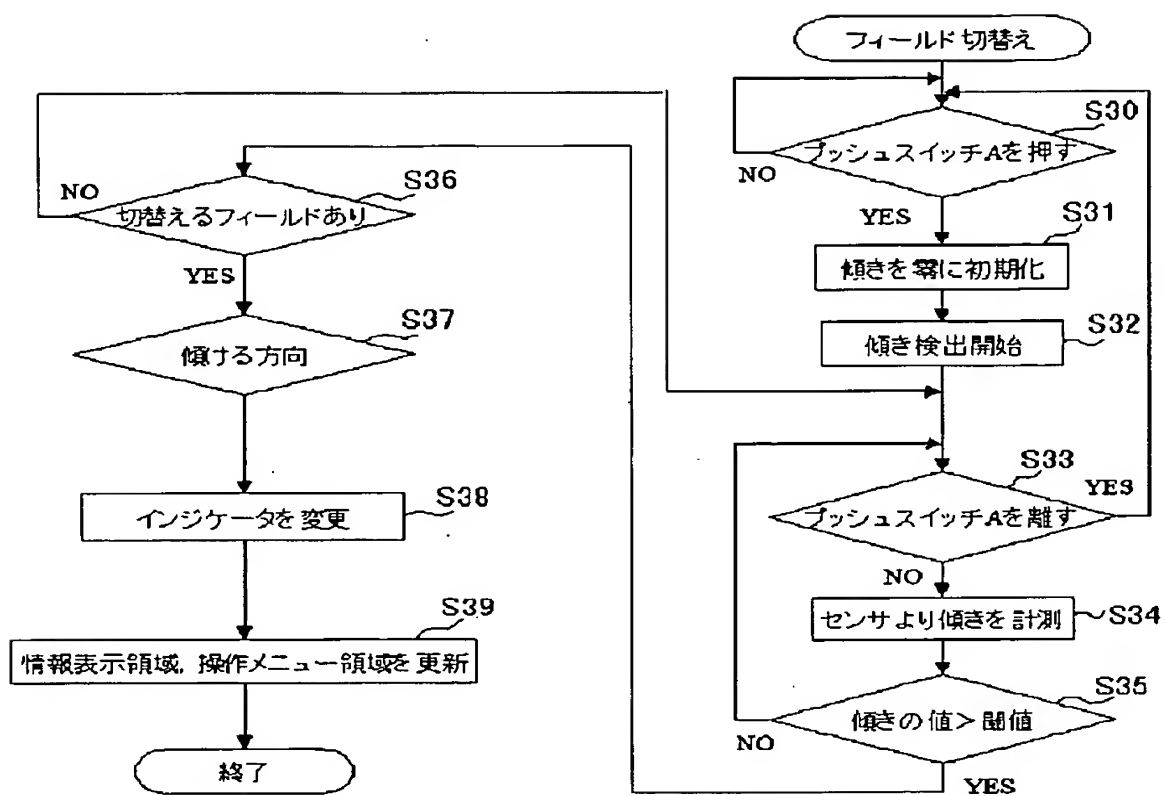 フィールド切替え
S30
プッシュスイッチAを押す
NO
YES
S31
傾きを零に初期化
S32
傾き検出開始
S33
プッシュスイッチAを離す
YES
NO
センサより傾きを計測
S34
S35
傾きの値>閾値
NO
YES
S36
切替えるフィールドあり
NO
YES
S37
傾ける方向
S38
インジケータを変更
S39
情報表示領域, 操作メニュー領域を更新
終了